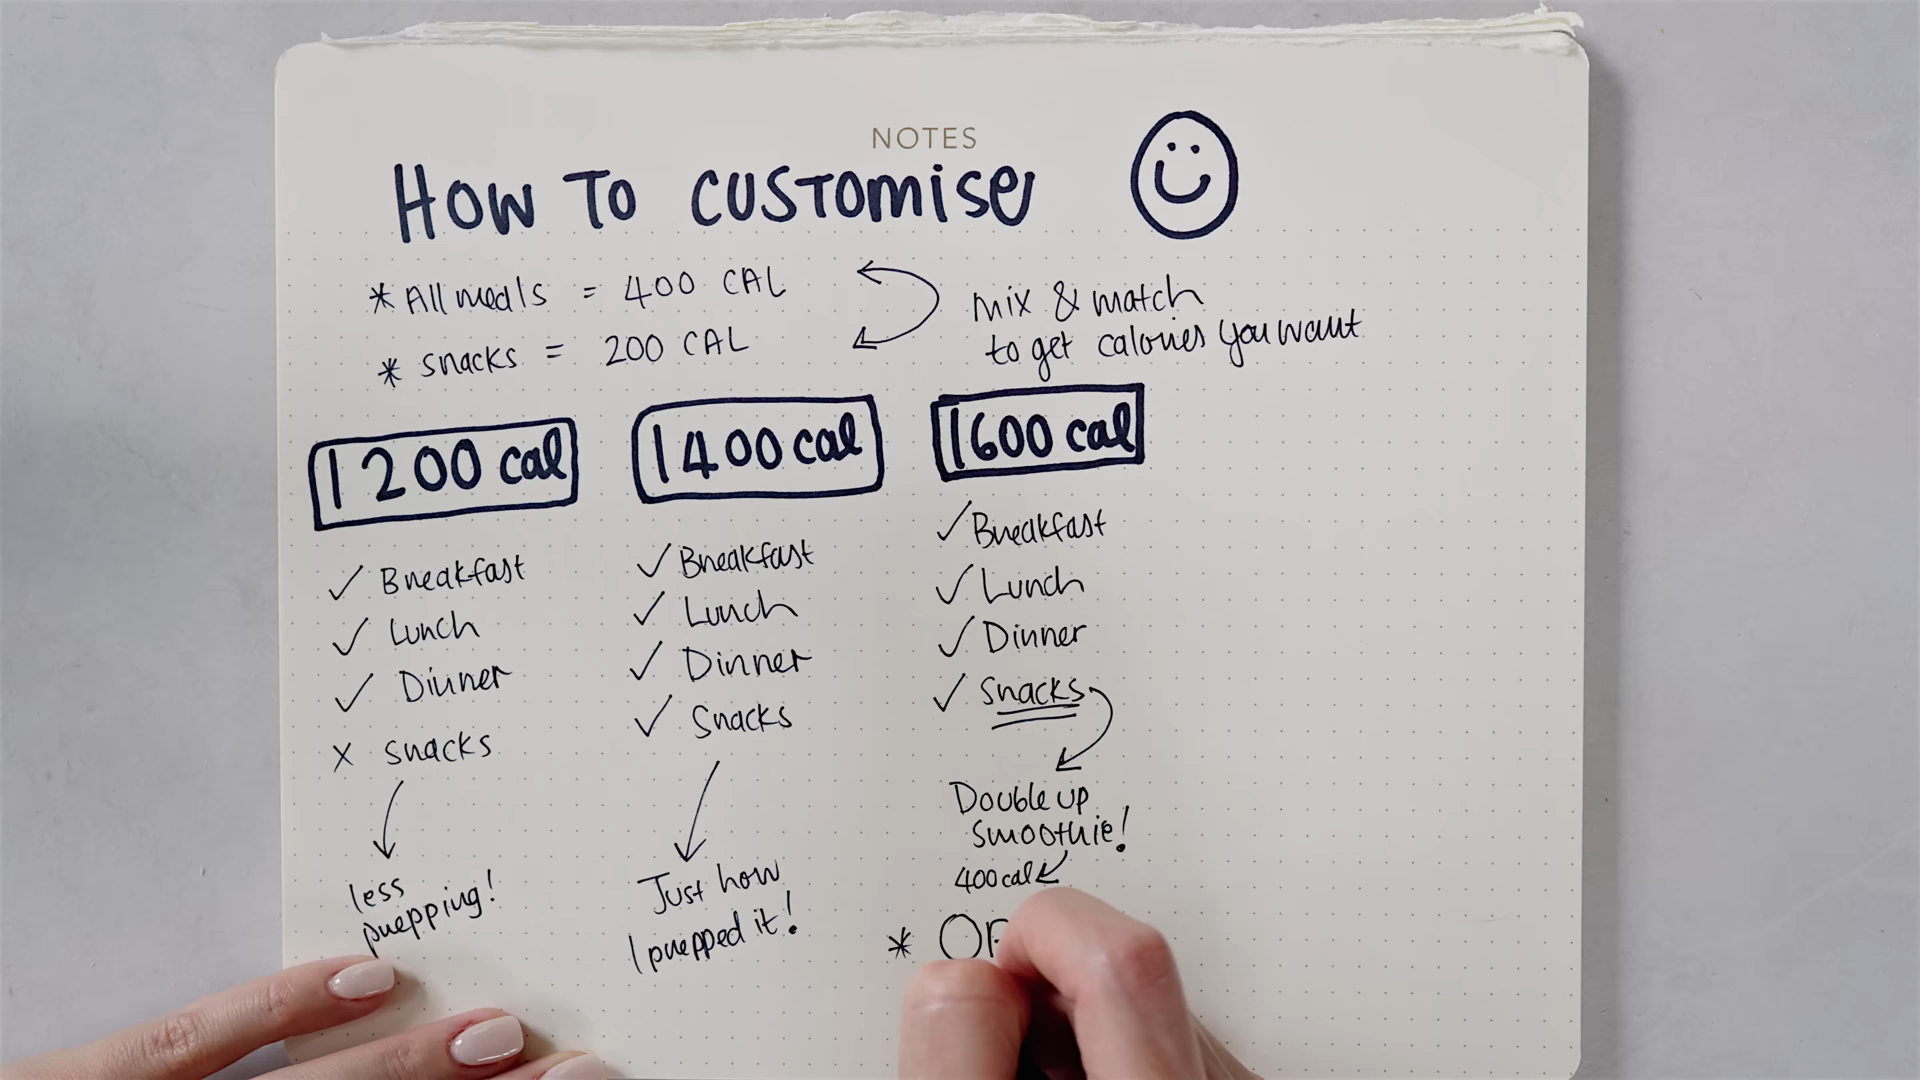 NOTES
HOW TO CUSTOMISE
* All meals = 400 CAL
* snacks = 200 CAL
mix & match
to get calories you want
1200 cal
✓ Breakfast
✓ Lunch
✓ Dinner
x snacks
less
prepping!
1400 cal
✓ Breakfast
✓ Lunch
✓ Dinner
✓ Snacks
Just how
I prepped it!
1600 cal
✓ Breakfast
✓ Lunch
✓ Dinner
✓ Snacks
Double up
smoothie!
400 cal
*